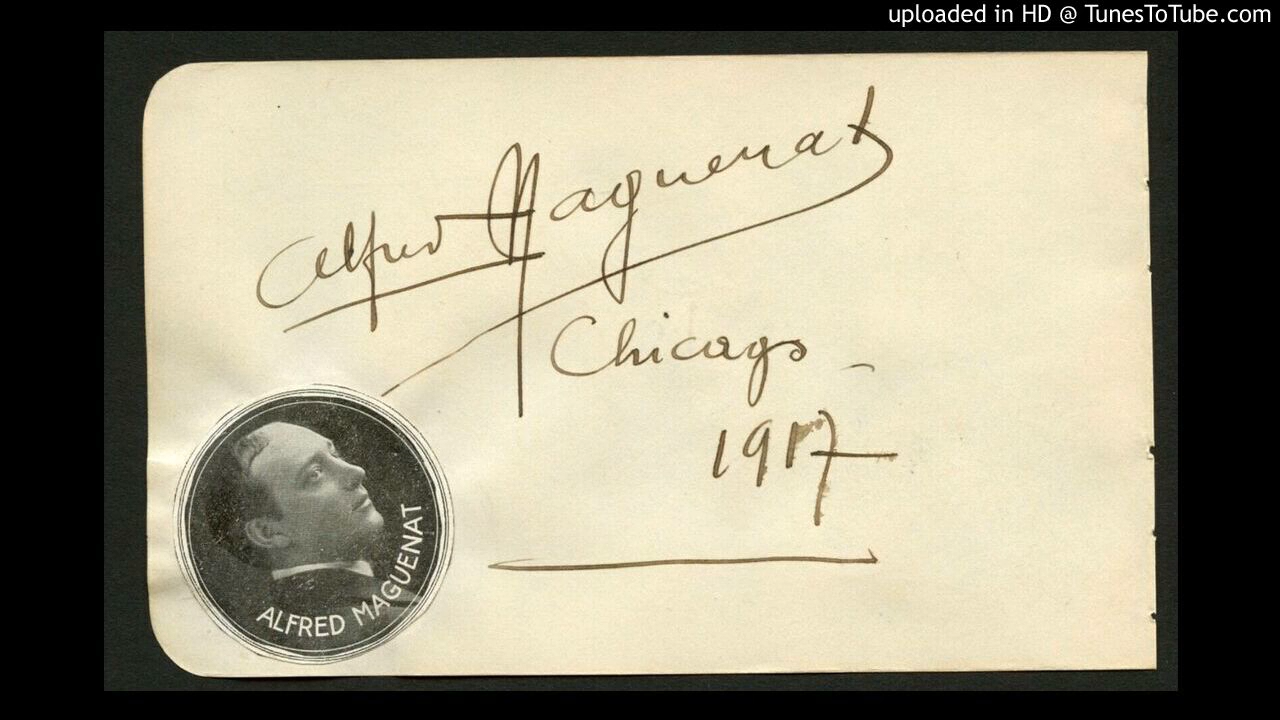 uploaded in HD @ TunesToTube.com
Alfred Maguenat
Chicago
1917
ALFRED MAGUENAT